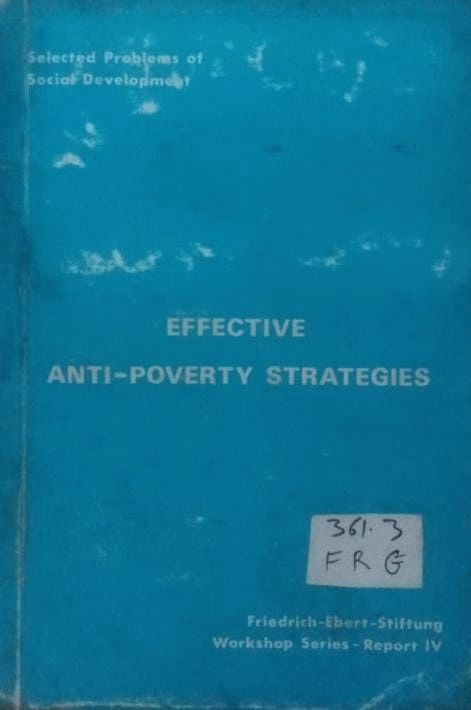 Selected Problems of
Social Development
EFFECTIVE
ANTI-POVERTY STRATEGIES
361.3
FRG
Friedrich-Ebert-Stiftung
Workshop Series - Report IV